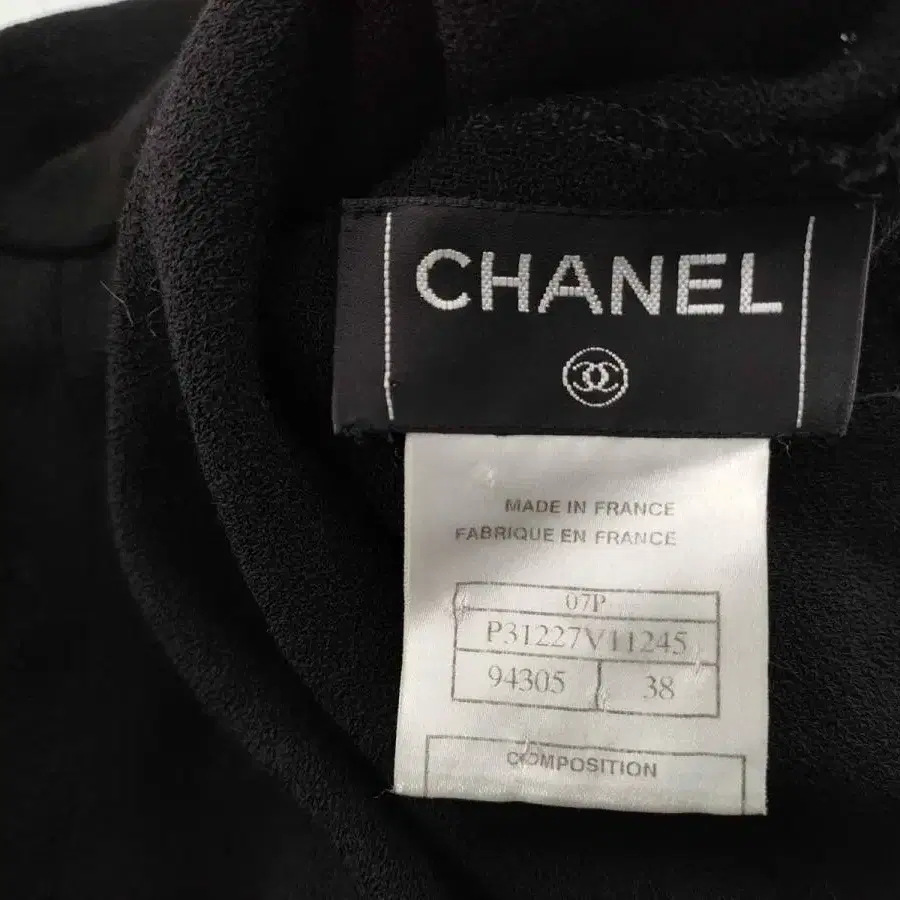 CHANEL
MADE IN FRANCE
FABRIQUE EN FRANCE
07P
P31227V11245
94305 38
COMPOSITION